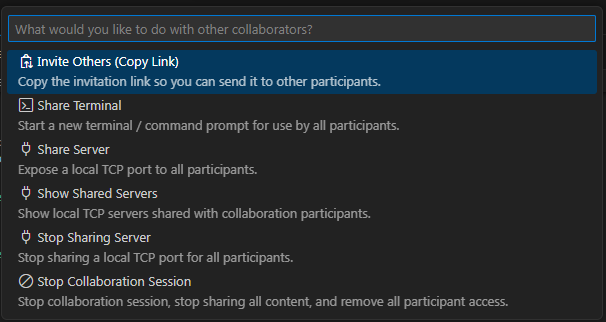 What would you like to do with other collaborators?
Invite Others (Copy Link)
Copy the invitation link so you can send it to other participants.
Share Terminal
Start a new terminal / command prompt for use by all participants.
Share Server
Expose a local TCP port to all participants.
Show Shared Servers
Show local TCP servers shared with collaboration participants.
Stop Sharing Server
Stop sharing a local TCP port for all participants.
Stop Collaboration Session
Stop collaboration session, stop sharing all content, and remove all participant access.